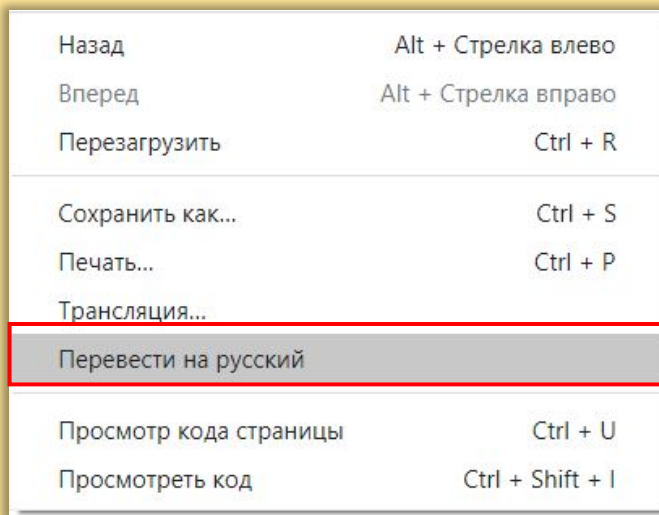 Назад Alt + Стрелка влево
Вперед Alt + Стрелка вправо
Перезагрузить Ctrl + R
Сохранить как... Ctrl + S
Печать... Ctrl + P
Трансляция...
Перевести на русский
Просмотр кода страницы Ctrl + U
Просмотреть код Ctrl + Shift + I